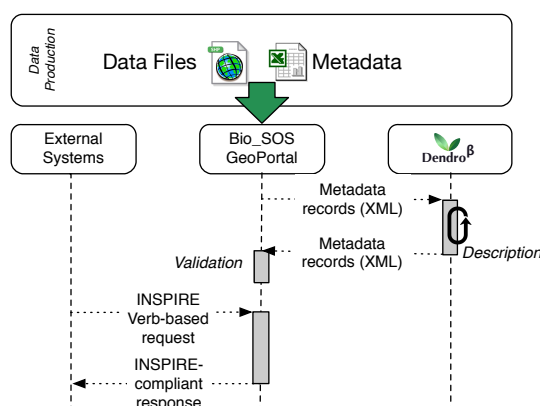 Data
Production
Data Files
SHP
Metadata
External
Systems
Bio_SOS
GeoPortal
Dendro β
Metadata
records (XML)
Metadata
records (XML)
Description
Validation
INSPIRE
Verb-based
request
INSPIRE-
compliant
response